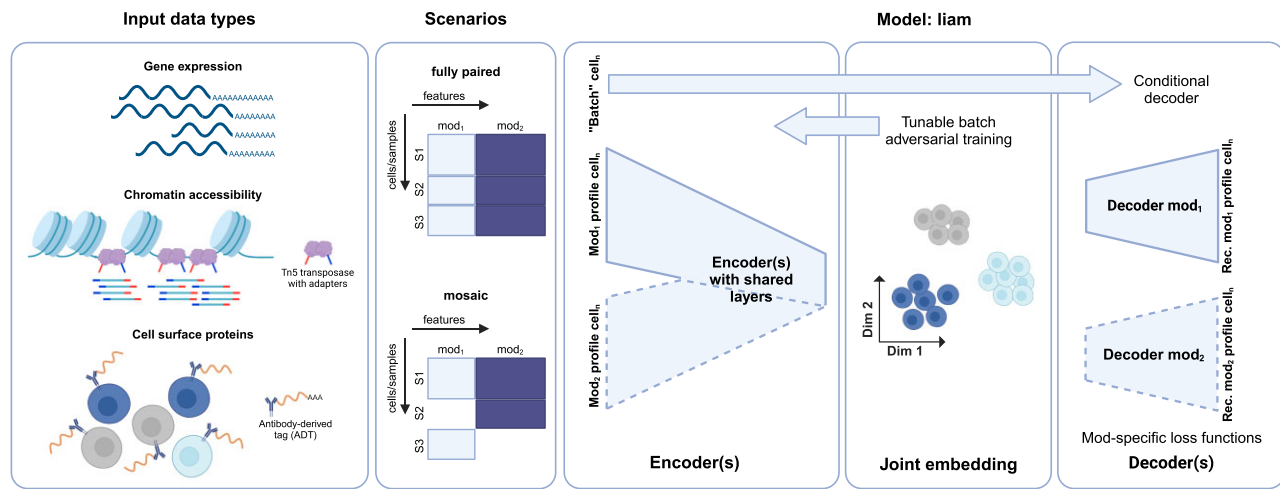 Input data types
Gene expression
AAAAAAAAAAAA
AAAAAAAAA
AAAAAAAAA
AAAAAAAAA
Chromatin accessibility
Tn5 transposase
with adapters
Cell surface proteins
AAA
Antibody-derived
tag (ADT)
Scenarios
fully paired
features
cells/samples
mod₁
mod₂
S1
S2
S3
mosaic
features
cells/samples
mod₁
mod₂
S1
S2
S3
Model: liam
"Batch" cellₙ
Mod₁ profile cellₙ
Mod₂ profile cellₙ
Encoder(s)
with shared
layers
Encoder(s)
Tunable batch
adversarial training
Dim 2
Dim 1
Joint embedding
Conditional
decoder
Decoder mod₁
Rec. mod₁ profile cellₙ
Decoder mod₂
Rec. mod₂ profile cellₙ
Mod-specific loss functions
Decoder(s)